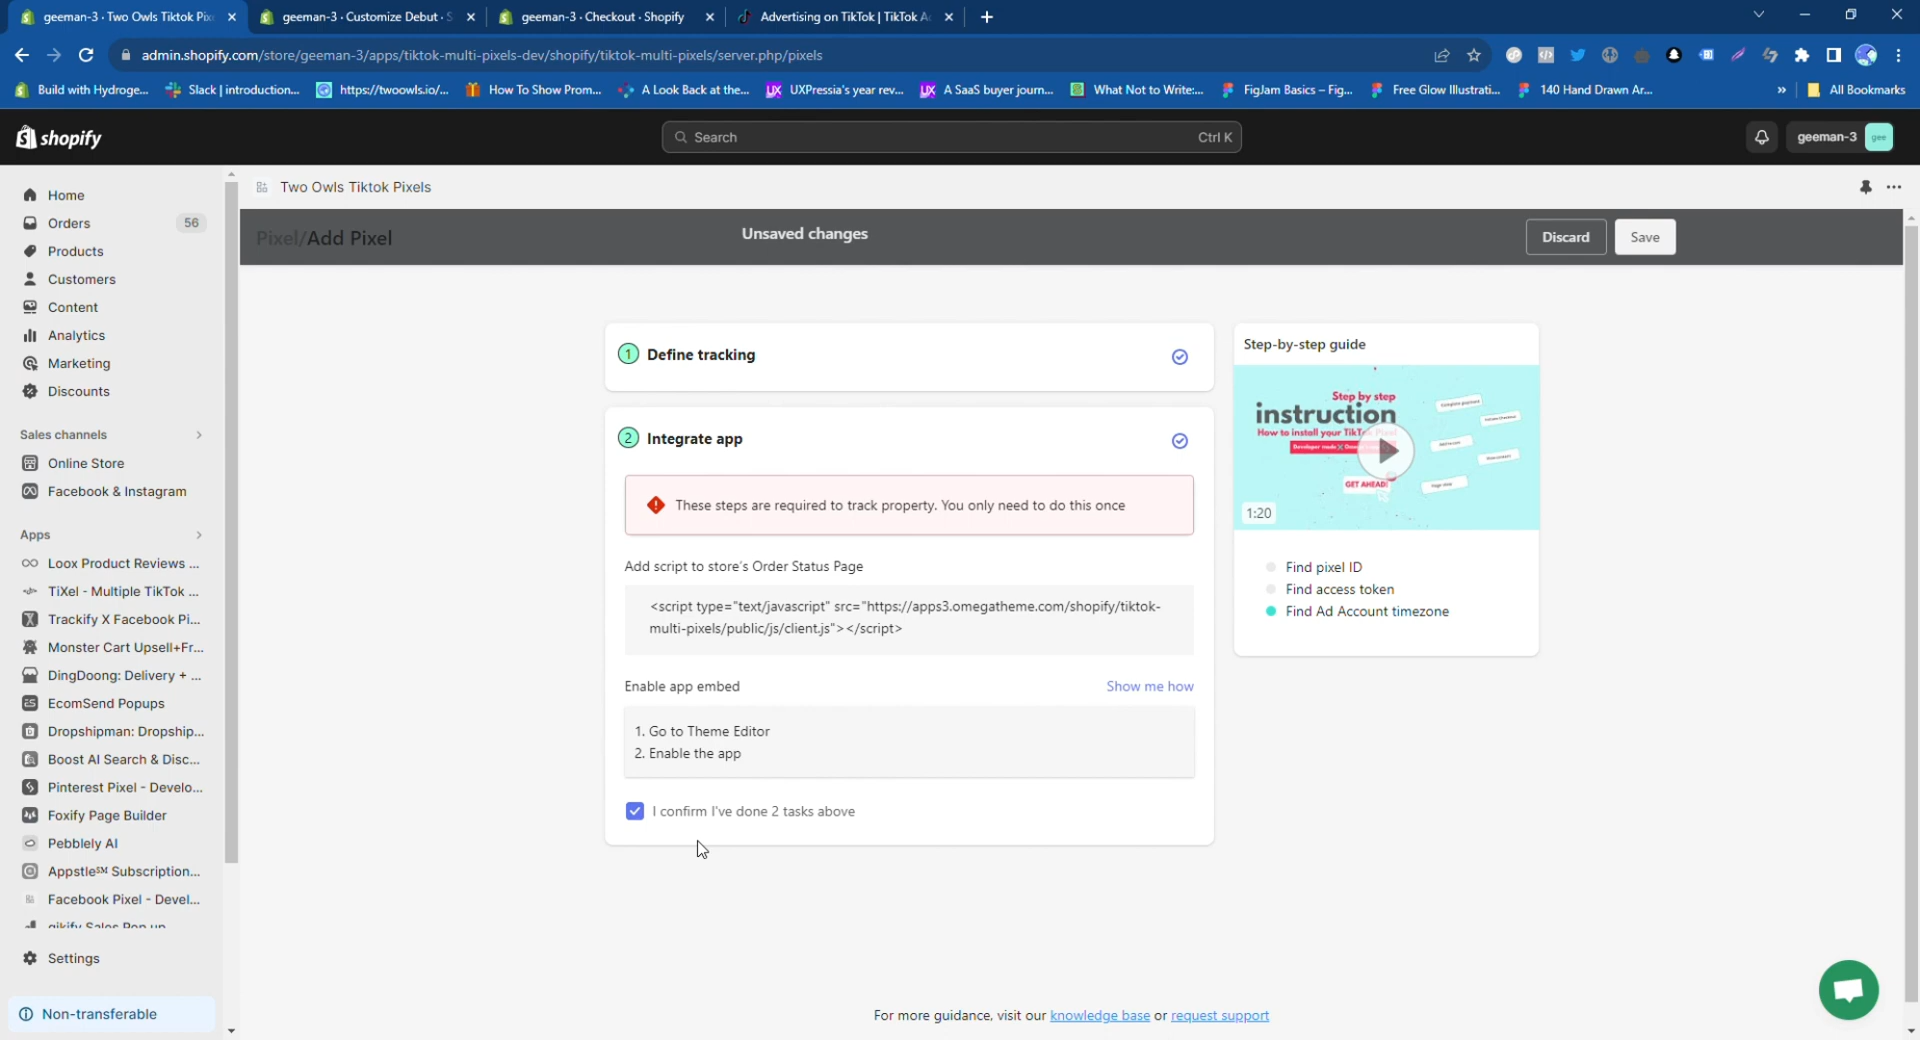 geeman-3 · Two Owls Tiktok Pix
geeman-3 · Customize Debut · S
geeman-3 · Checkout · Shopify
Advertising on TikTok | TikTok A
admin.shopify.com/store/geeman-3/apps/tiktok-multi-pixels-dev/shopify/tiktok-multi-pixels/server.php/pixels
Build with Hydroge...
Slack | introduction...
https://twoowls.io/...
How To Show Prom...
A Look Back at the...
UXPressia's year rev...
A SaaS buyer journ...
What Not to Write:...
FigJam Basics – Fig...
Free Glow Illustrati...
140 Hand Drawn Ar...
»
All Bookmarks
shopify
Search
Ctrl K
geeman-3
gee
Home
Orders
56
Products
Customers
Content
Analytics
Marketing
Discounts
Sales channels
Online Store
Facebook & Instagram
Apps
Loox Product Reviews ...
TiXel - Multiple TikTok ...
Trackify X Facebook Pi...
Monster Cart Upsell+Fr...
DingDoong: Delivery + ...
EcomSend Popups
Dropshipman: Dropship...
Boost AI Search & Disc...
Pinterest Pixel - Develo...
Foxify Page Builder
Pebblely AI
Appstle℠ Subscription...
Facebook Pixel - Devel...
Settings
Non-transferable
Two Owls Tiktok Pixels
Pixel/Add Pixel
Unsaved changes
Discard
Save
1 Define tracking
2 Integrate app
These steps are required to track property. You only need to do this once
Add script to store's Order Status Page
<script type="text/javascript" src="https://apps3.omegatheme.com/shopify/tiktok-
multi-pixels/public/js/client.js"></script>
Enable app embed
Show me how
1. Go to Theme Editor
2. Enable the app
I confirm I've done 2 tasks above
Step-by-step guide
Step by step
instruction
How to install your TikTok Pixel
GET AHEAD!
1:20
Find pixel ID
Find access token
Find Ad Account timezone
For more guidance, visit our knowledge base or request support